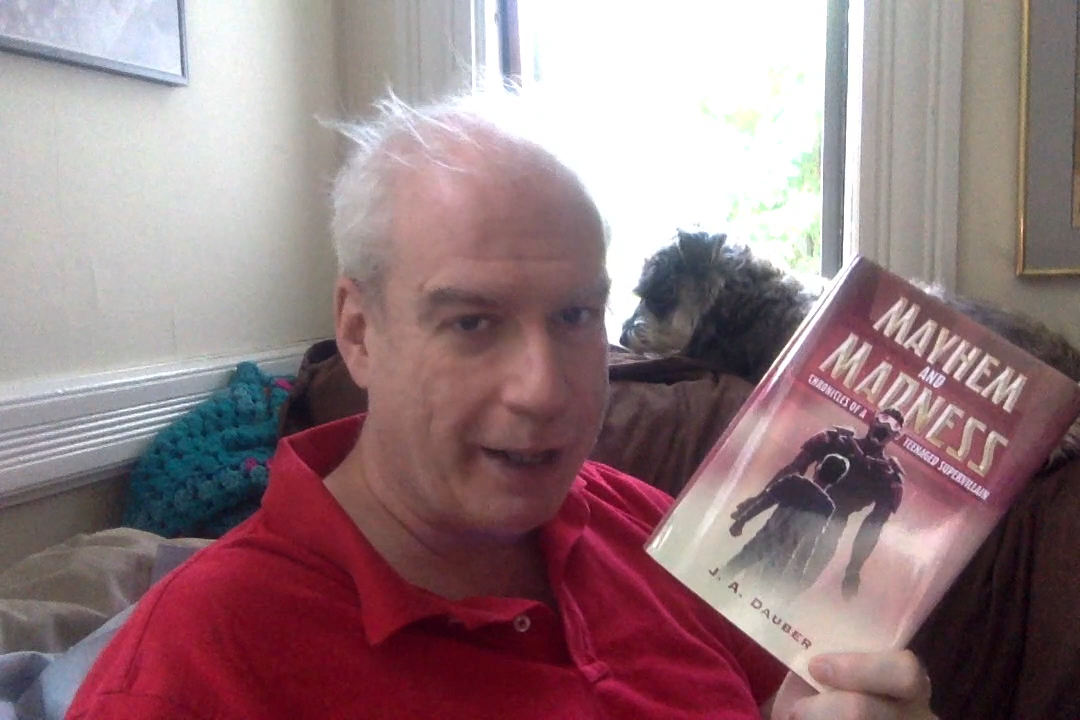 MAYHEM
AND
MADNESS
CHRONICLES OF A
TEENAGED SUPERVILLAIN
J. A. DAUBER